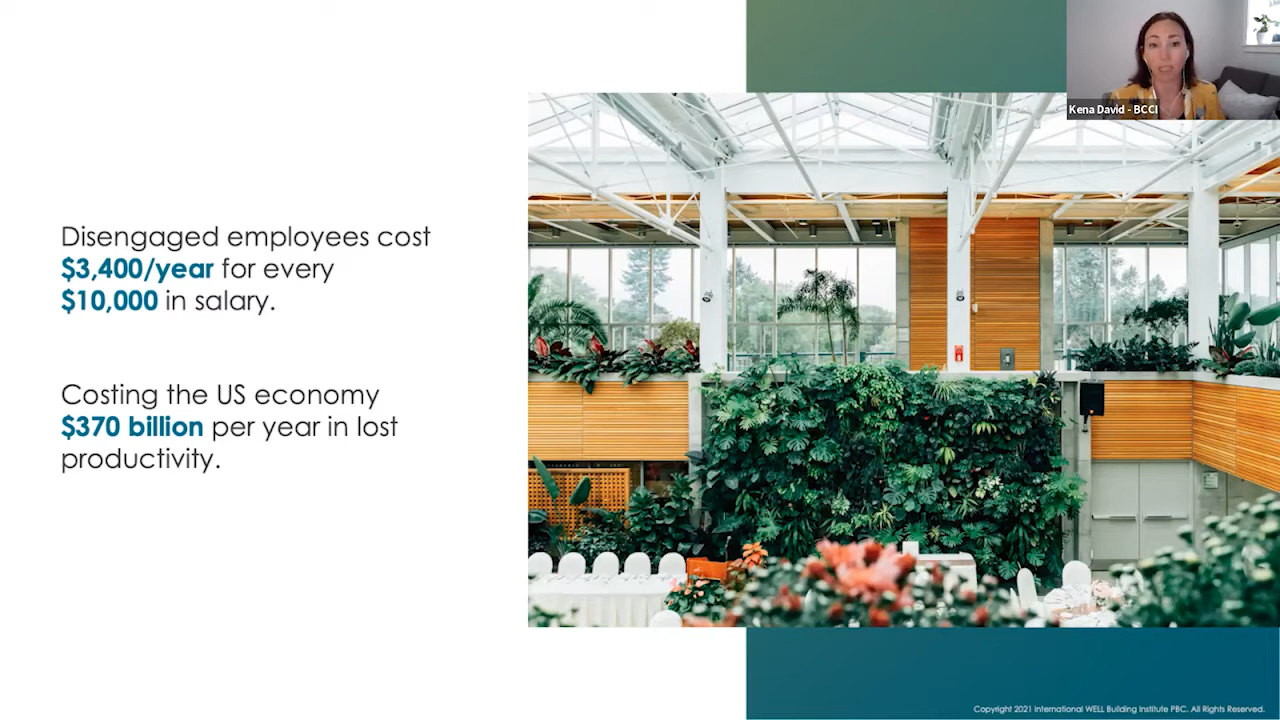 Kena David - BCCI
Disengaged employees cost
$3,400/year for every
$10,000 in salary.
Costing the US economy
$370 billion per year in lost
productivity.
Copyright 2021 International WELL Building Institute PBC. All Rights Reserved.